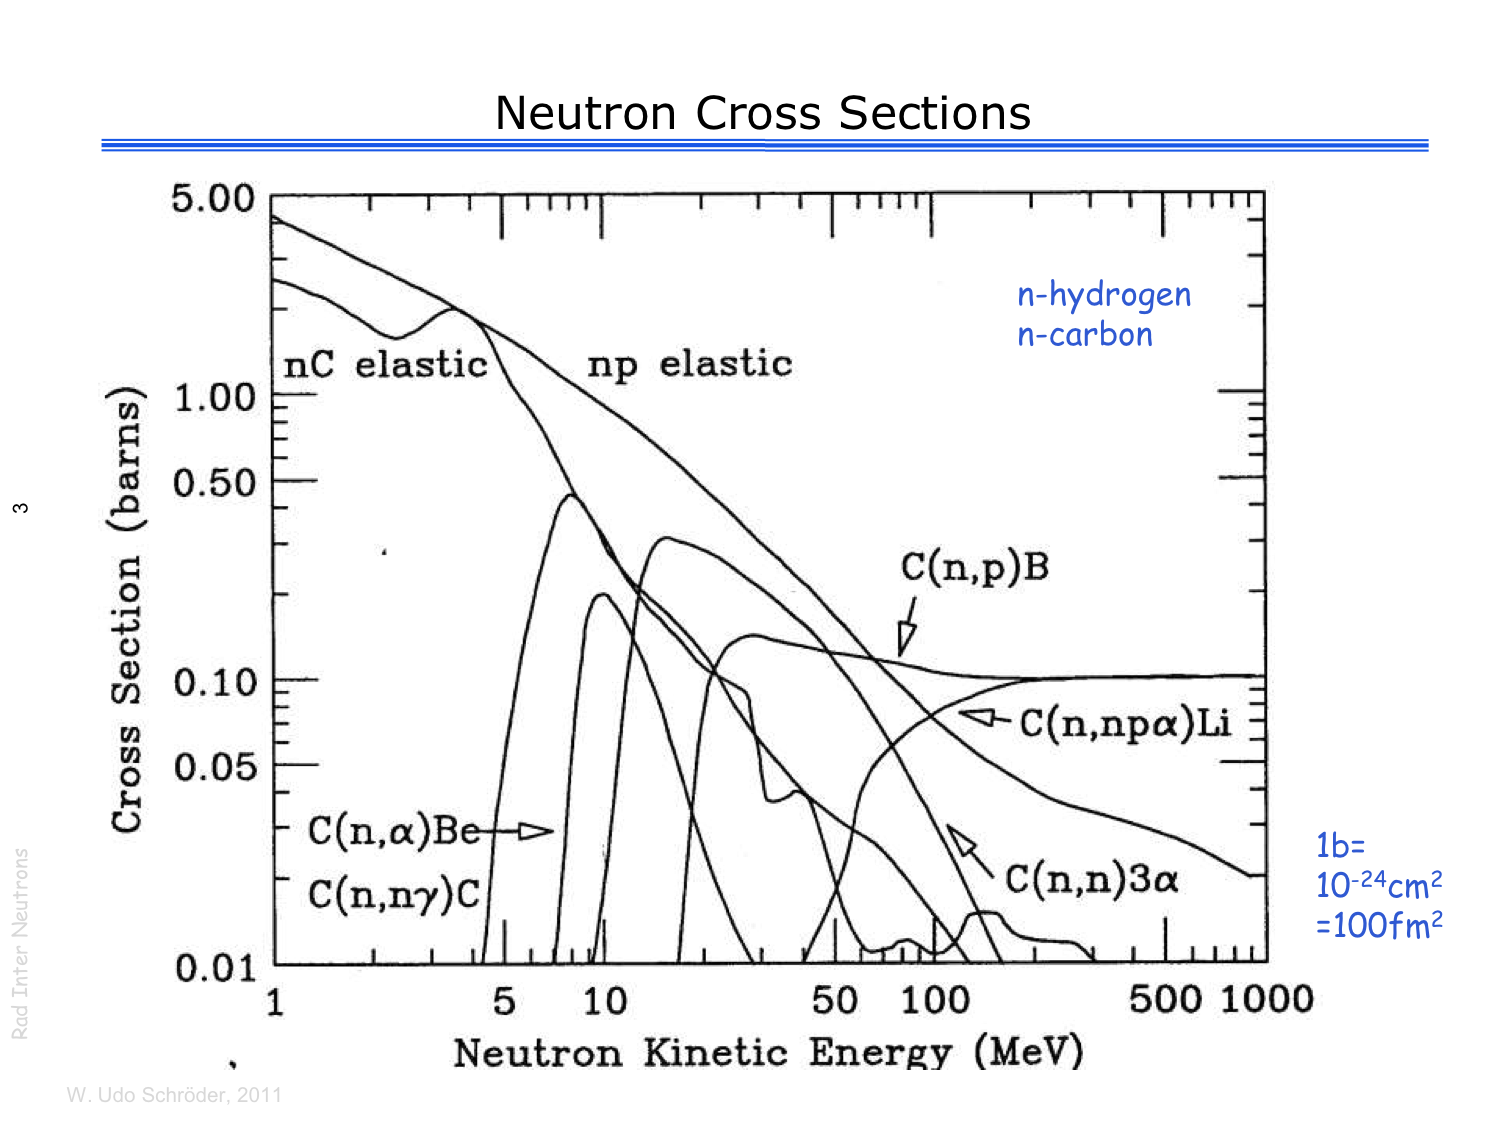 Neutron Cross Sections
5.00
1.00
0.50
0.10
0.05
0.01
Cross Section (barns)
nC elastic
np elastic
n-hydrogen
n-carbon
C(n,p)B
C(n,npα)Li
C(n,α)Be
C(n,nγ)C
C(n,n)3α
1b=
10⁻²⁴cm²
=100fm²
1 5 10 50 100 500 1000
Neutron Kinetic Energy (MeV)
3
Rad Inter Neutrons
W. Udo Schröder, 2011